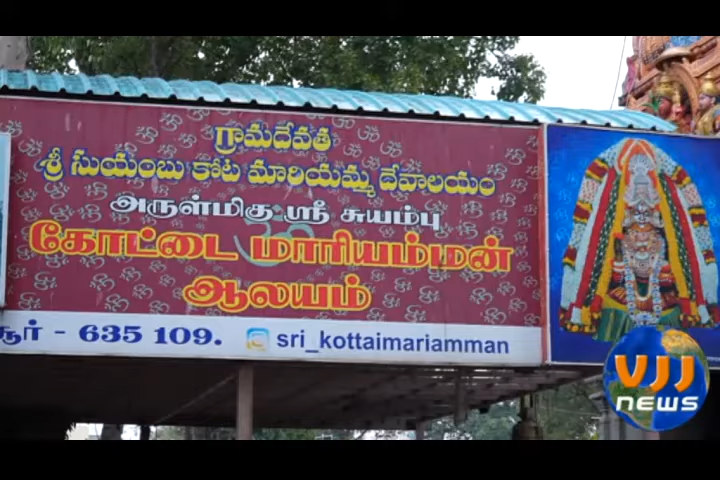 గ్రామదేవత
శ్రీ సుయంబు కోట మారియమ్మ దేవాలయం
அருள்மிகு ஸ்ரீ சுயம்பு
கோட்டை மாரியம்மன்
ஆலயம்
சூர் - 635 109.
sri_kottaimariamman
VJJ
NEWS